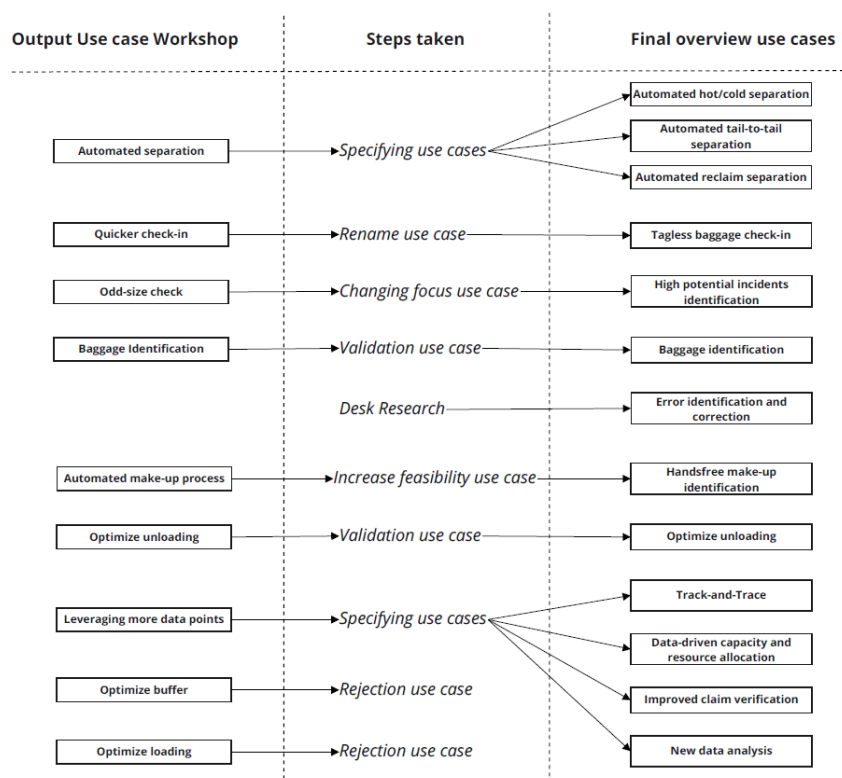 Output Use case Workshop
Steps taken
Final overview use cases
Automated separation
Specifying use cases
Automated hot/cold separation
Automated tail-to-tail
separation
Automated reclaim separation
Quicker check-in
Rename use case
Tagless baggage check-in
Odd-size check
Changing focus use case
High potential incidents
identification
Baggage Identification
Validation use case
Baggage identification
Desk Research
Error identification and
correction
Automated make-up process
Increase feasibility use case
Handsfree make-up
identification
Optimize unloading
Validation use case
Optimize unloading
Leveraging more data points
Specifying use cases
Track-and-Trace
Data-driven capacity and
resource allocation
Optimize buffer
Rejection use case
Improved claim verification
Optimize loading
Rejection use case
New data analysis